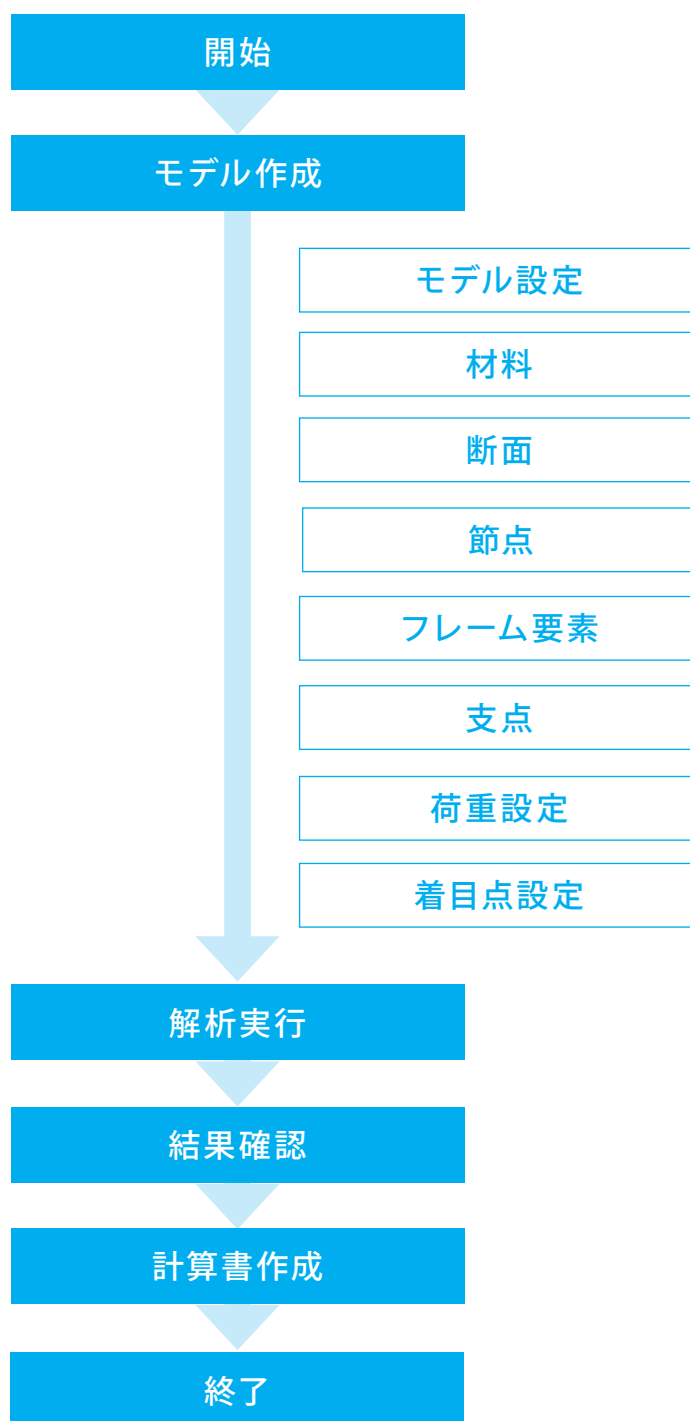 開始
モデル作成
モデル設定
材料
断面
節点
フレーム要素
支点
荷重設定
着目点設定
解析実行
結果確認
計算書作成
終了